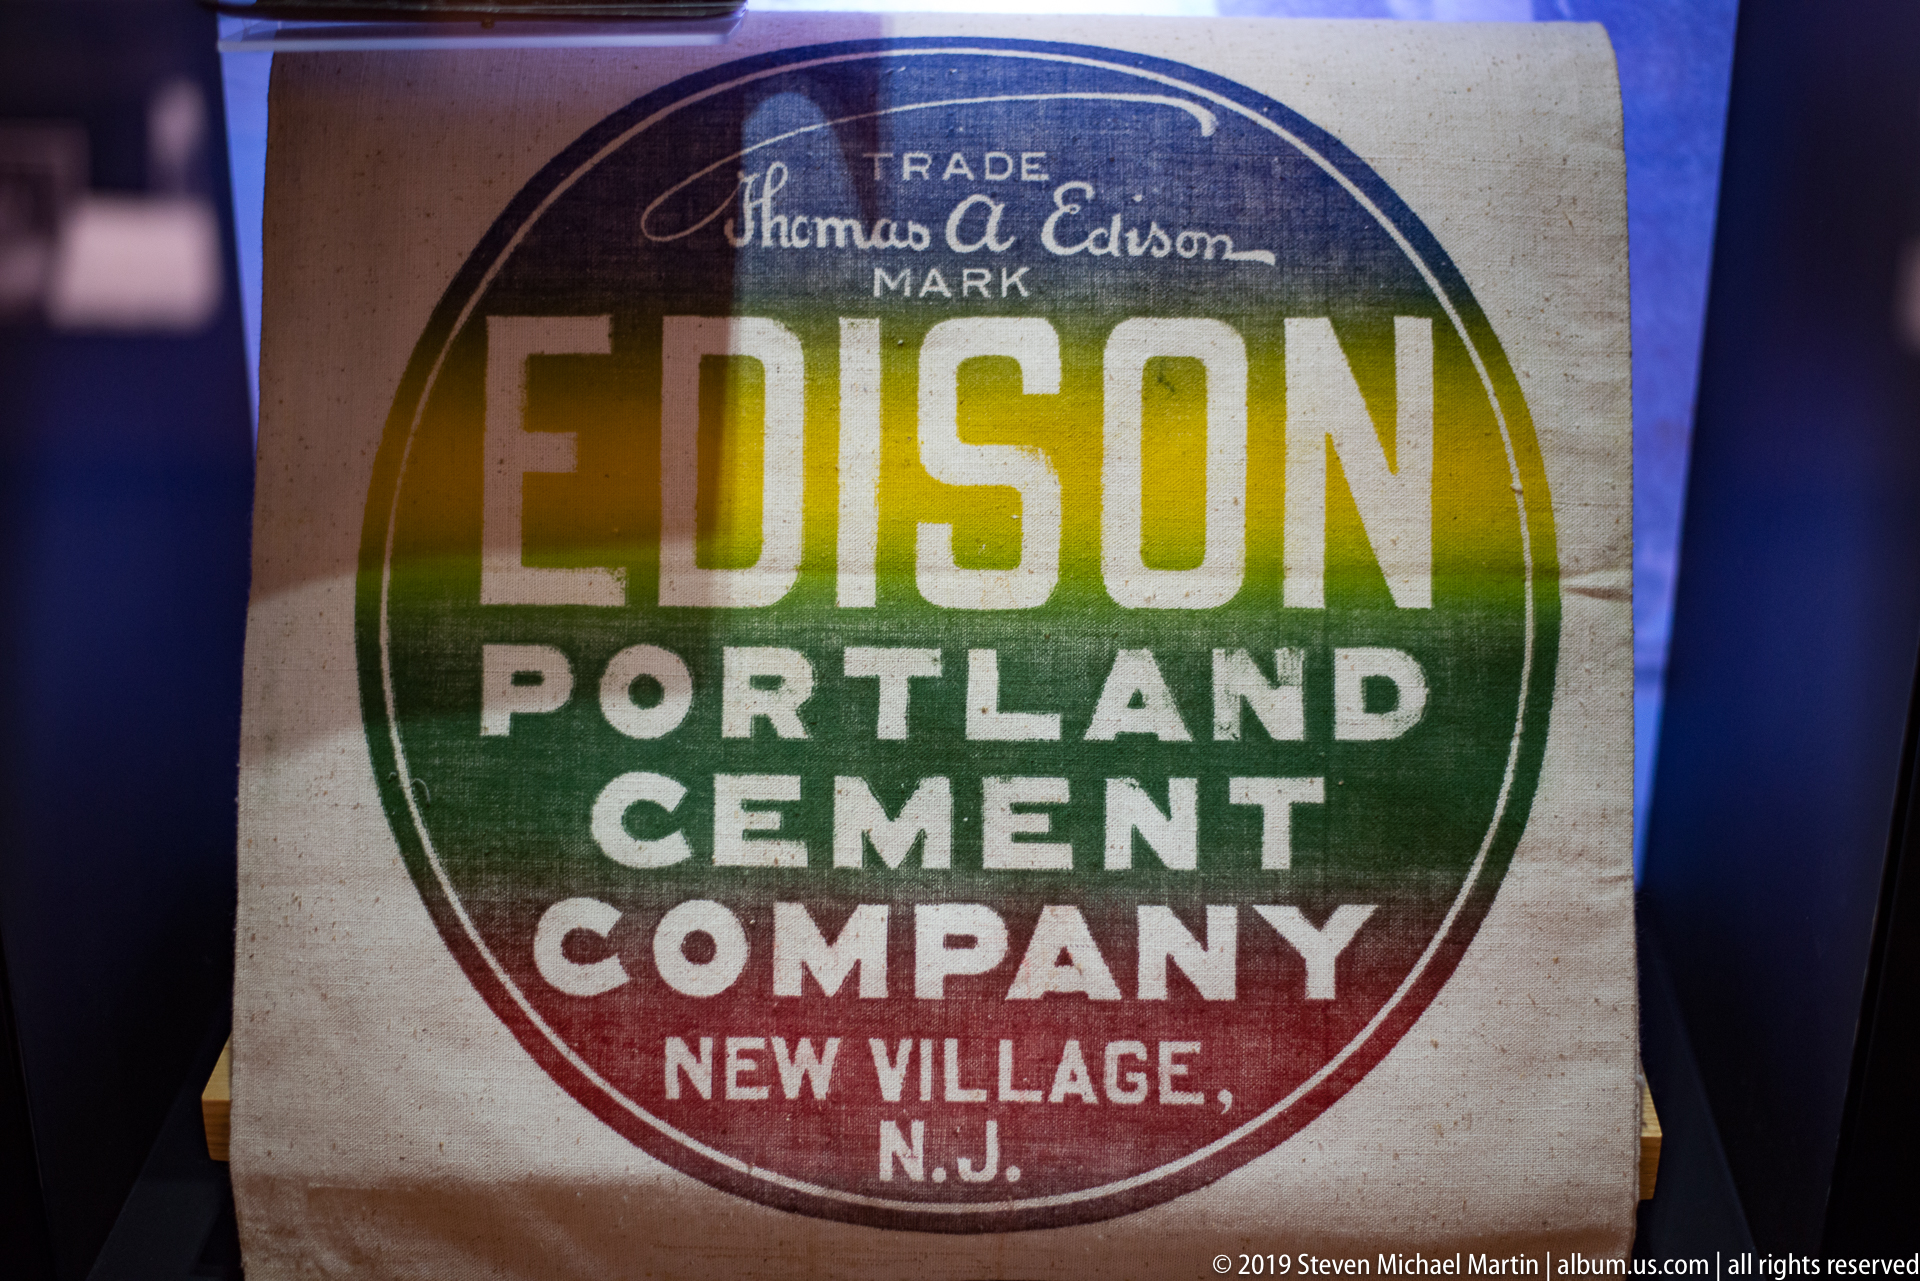 TRADE
Thomas A Edison
MARK
EDISON
PORTLAND
CEMENT
COMPANY
NEW VILLAGE,
N.J.
© 2019 Steven Michael Martin | album.us.com | all rights reserved